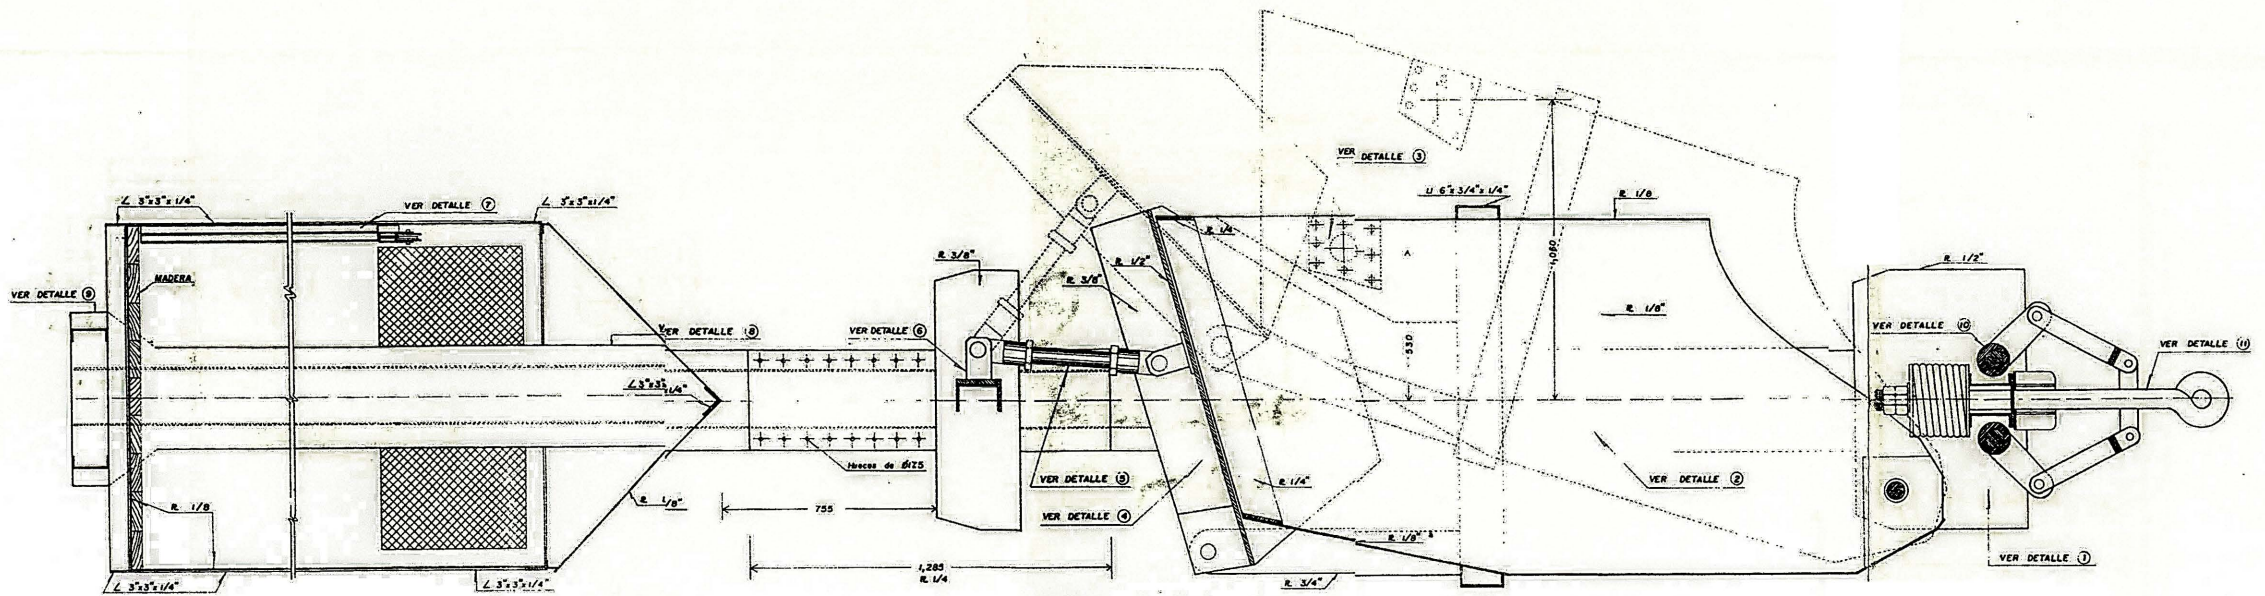 VER DETALLE 3
∠ 3"x3"x1/4"
VER DETALLE 7
∠ 3"x3"x1/4"
U 6"x3/4"x1/4"
R 1/8
R 1/4
1,060
R 3/8"
R 1/2"
R 1/2"
MADERA
R 3/8"
VER DETALLE 9
R 1/8"
VER DETALLE 8
VER DETALLE 6
530
VER DETALLE 10
VER DETALLE 11
∠ 3"x3"
x1/4"
Huecos de Ø17.5
VER DETALLE 5
R 1/4"
VER DETALLE 2
R 1/8
R 1/8"
755
VER DETALLE 4
R 1/8"
VER DETALLE 1
1,285
R 1/4
∠ 3"x3"x1/4"
∠ 3"x3"x1/4"
R 3/4"